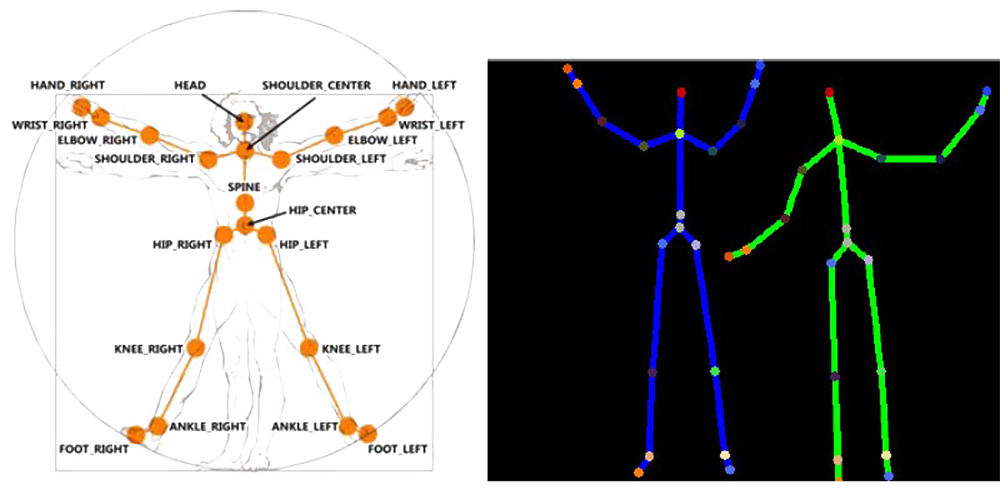 HAND_RIGHT
HEAD
SHOULDER_CENTER
HAND_LEFT
WRIST_RIGHT
WRIST_LEFT
ELBOW_RIGHT
ELBOW_LEFT
SHOULDER_RIGHT
SHOULDER_LEFT
SPINE
HIP_CENTER
HIP_RIGHT
HIP_LEFT
KNEE_RIGHT
KNEE_LEFT
ANKLE_RIGHT
ANKLE_LEFT
FOOT_RIGHT
FOOT_LEFT